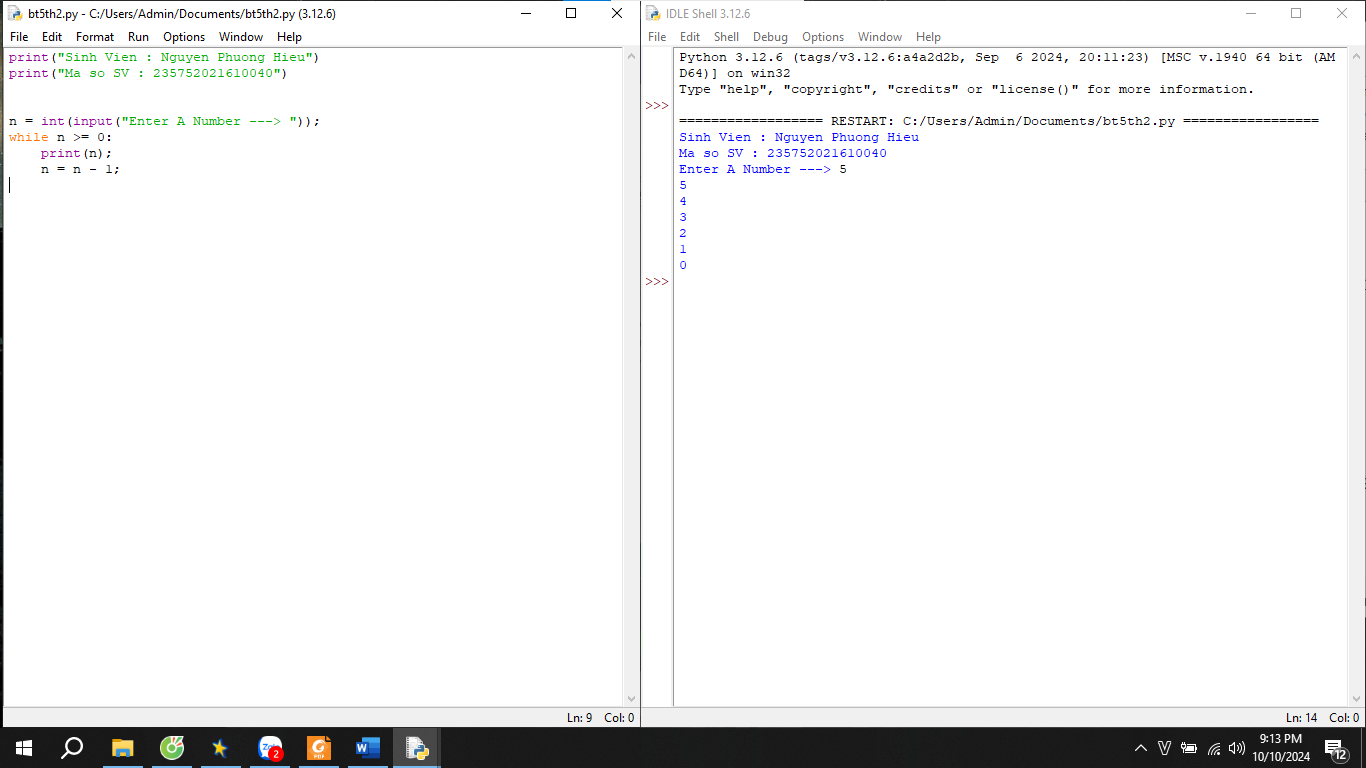 bt5th2.py - C:/Users/Admin/Documents/bt5th2.py (3.12.6)
File Edit Format Run Options Window Help
print("Sinh Vien : Nguyen Phuong Hieu")
print("Ma so SV : 235752021610040")
n = int(input("Enter A Number ---> "));
while n >= 0:
    print(n);
    n = n - 1;
Ln: 9 Col: 0
IDLE Shell 3.12.6
File Edit Shell Debug Options Window Help
Python 3.12.6 (tags/v3.12.6:a4a2d2b, Sep  6 2024, 20:11:23) [MSC v.1940 64 bit (AM
D64)] on win32
Type "help", "copyright", "credits" or "license()" for more information.
>>>
================== RESTART: C:/Users/Admin/Documents/bt5th2.py =================
Sinh Vien : Nguyen Phuong Hieu
Ma so SV : 235752021610040
Enter A Number ---> 5
5
4
3
2
1
0
>>>
Ln: 14 Col: 0
2
PDF
W
V
9:13 PM
10/10/2024
12